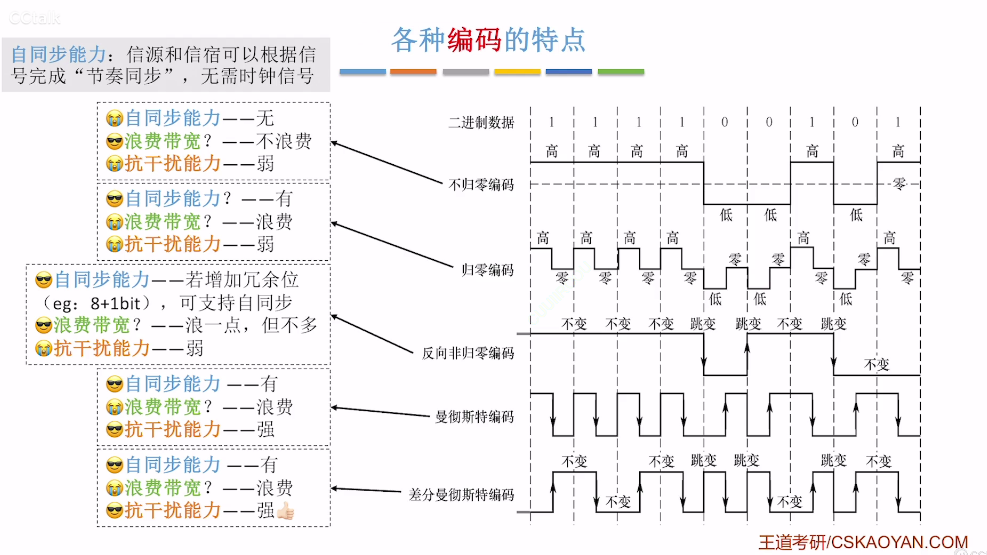 CCtalk
各种编码的特点
自同步能力：信源和信宿可以根据信
号完成“节奏同步”，无需时钟信号
😭自同步能力——无
😎浪费带宽？——不浪费
😭抗干扰能力——弱
😎自同步能力？——有
😭浪费带宽？——浪费
😭抗干扰能力——弱
😎自同步能力——若增加冗余位
（eg：8+1bit），可支持自同步
😎浪费带宽？——浪一点，但不多
😭抗干扰能力——弱
😎自同步能力 ——有
😭浪费带宽？——浪费
😎抗干扰能力——强
😎自同步能力 ——有
😭浪费带宽？——浪费
😎抗干扰能力——强👍🏻
二进制数据 1 1 1 1 0 0 1 0 1
高 高 高 高 高 高
不归零编码 零
低 低 低
高 高 高 高 高 高
零 零
归零编码 零 零 零 零 零 零 零
低 低 低
不变 不变 不变 跳变 跳变 不变 跳变
反向非归零编码 不变
曼彻斯特编码
不变 不变 跳变 跳变 跳变 不变
差分曼彻斯特编码 不变 不变
王道考研/CSKAOYAN.COM